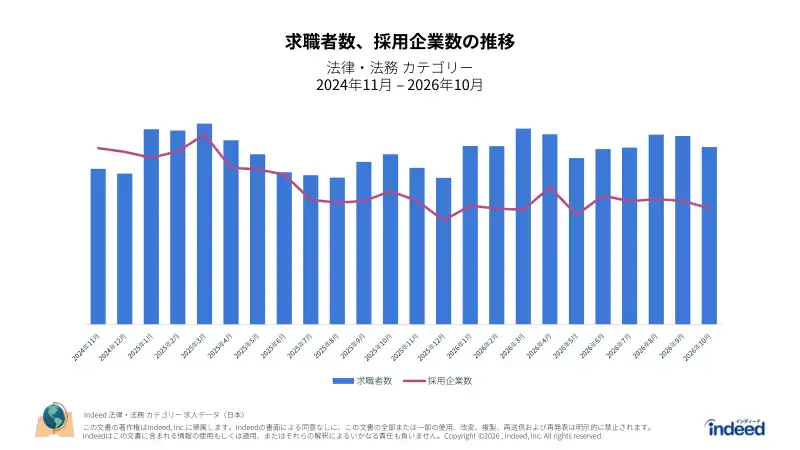 求職者数、採用企業数の推移
法律・法務 カテゴリー
2024年11月 – 2026年10月
2024年11月
2024年12月
2025年1月
2025年2月
2025年3月
2025年4月
2025年5月
2025年6月
2025年7月
2025年8月
2025年9月
2025年10月
2025年11月
2025年12月
2026年1月
2026年2月
2026年3月
2026年4月
2026年5月
2026年6月
2026年7月
2026年8月
2026年9月
2026年10月
求職者数 採用企業数
Indeed 法律・法務 カテゴリー 求人データ（日本）
この文書の著作権はIndeed, Inc.に帰属します。Indeedの書面による同意なしに、この文書の全部または一部の使用、改変、複製、再送信および再発表は明示的に禁止されます。
Indeedはこの文書に含まれる情報の使用もしくは適用、またはそれらの解釈によるいかなる責任も負いません。Copyright ©2026 , Indeed, Inc. All rights reserved.
インディード
indeed